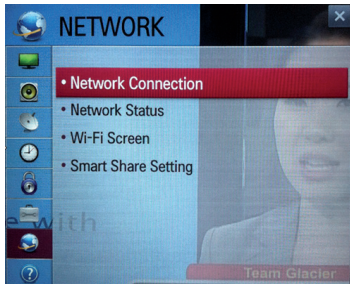 NETWORK
• Network Connection
• Network Status
• Wi-Fi Screen
• Smart Share Setting
with
Team Glacier